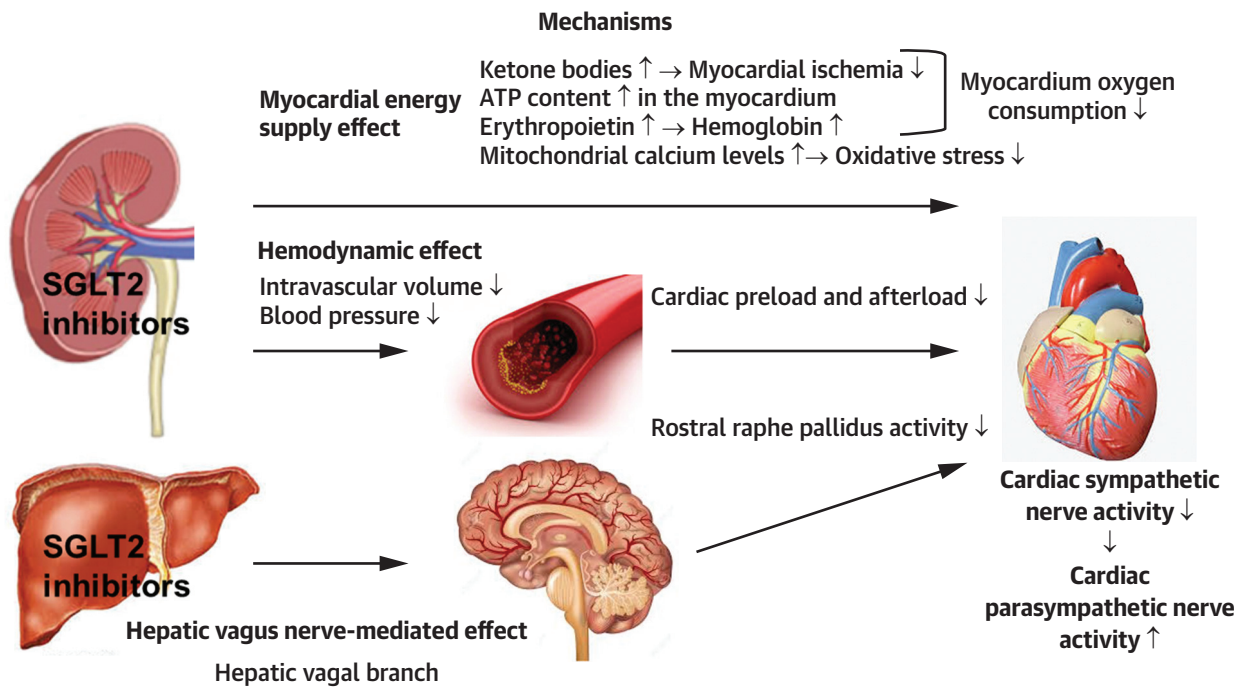 Mechanisms
Myocardial energy
supply effect
Ketone bodies ↑ → Myocardial ischemia ↓
ATP content ↑ in the myocardium
Erythropoietin ↑ → Hemoglobin ↑
Mitochondrial calcium levels ↑→ Oxidative stress ↓
Myocardium oxygen
consumption ↓
SGLT2
inhibitors
Hemodynamic effect
Intravascular volume ↓
Blood pressure ↓
Cardiac preload and afterload ↓
Rostral raphe pallidus activity ↓
SGLT2
inhibitors
Hepatic vagus nerve-mediated effect
Hepatic vagal branch
Cardiac sympathetic
nerve activity ↓
↓
Cardiac
parasympathetic nerve
activity ↑